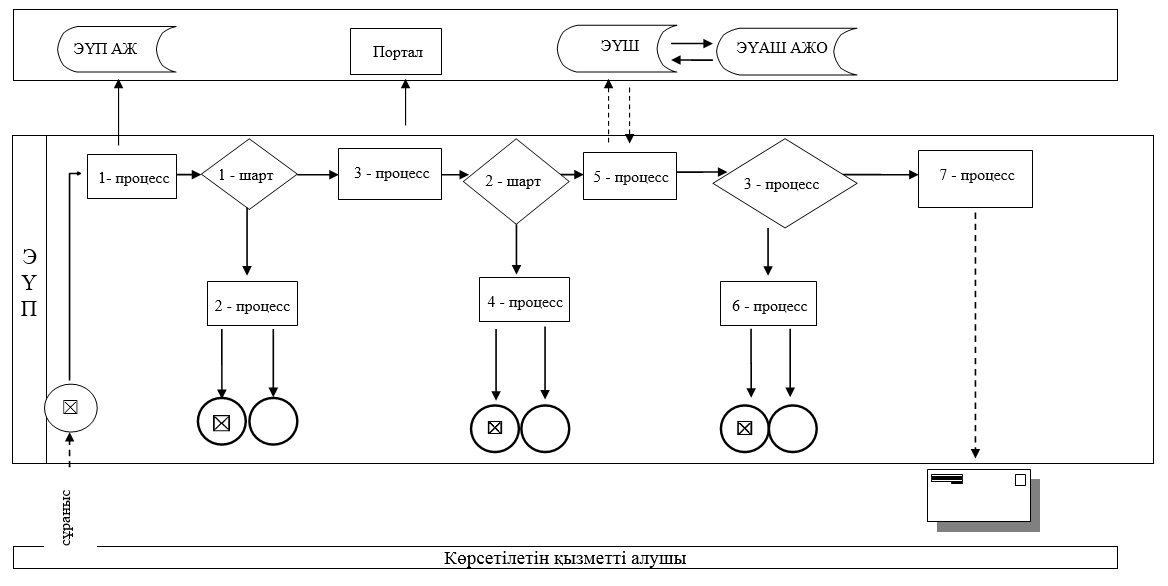 ЭҮП АЖ
Портал
ЭҮШ
ЭҮАШ АЖО
1- процесс
1 - шарт
3 - процесс
2 - шарт
5 - процесс
3 - процесс
7 - процесс
Э
Ү
П
2 - процесс
4 - процесс
6 - процесс
сұраныс
Көрсетілетін қызметті алушы